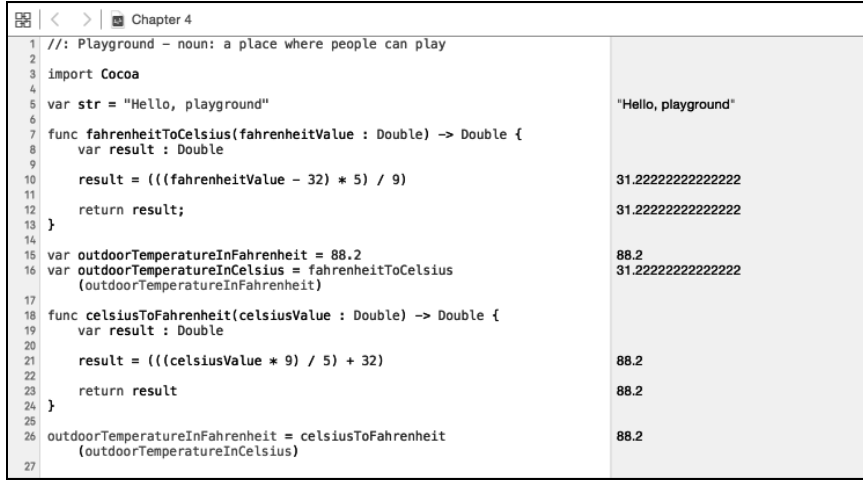 Chapter 4
1 //: Playground – noun: a place where people can play
2
3 import Cocoa
4
5 var str = "Hello, playground" "Hello, playground"
6
7 func fahrenheitToCelsius(fahrenheitValue : Double) -> Double {
8 var result : Double
9
10 result = (((fahrenheitValue - 32) * 5) / 9) 31.22222222222222
11
12 return result; 31.22222222222222
13 }
14
15 var outdoorTemperatureInFahrenheit = 88.2 88.2
16 var outdoorTemperatureInCelsius = fahrenheitToCelsius 31.22222222222222
(outdoorTemperatureInFahrenheit)
17
18 func celsiusToFahrenheit(celsiusValue : Double) -> Double {
19 var result : Double
20
21 result = (((celsiusValue * 9) / 5) + 32) 88.2
22
23 return result 88.2
24 }
25
26 outdoorTemperatureInFahrenheit = celsiusToFahrenheit 88.2
(outdoorTemperatureInCelsius)
27